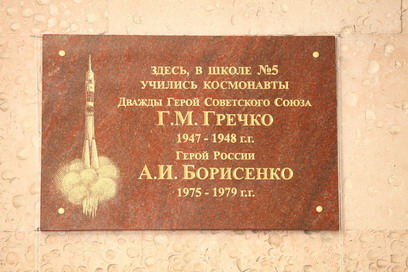 ЗДЕСЬ, В ШКОЛЕ №5
УЧИЛИСЬ КОСМОНАВТЫ
Дважды Герой Советского Союза
Г.М. Гречко
1947 - 1948 г.г.
Герой России
А.И. Борисенко
1975 - 1979 г.г.